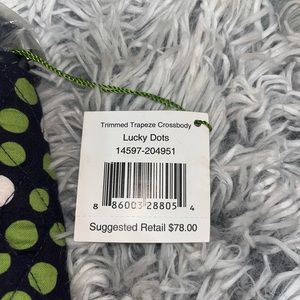 Trimmed Trapeze Crossbody
Lucky Dots
14597-204951
8 86003 28805 4
Suggested Retail $78.00